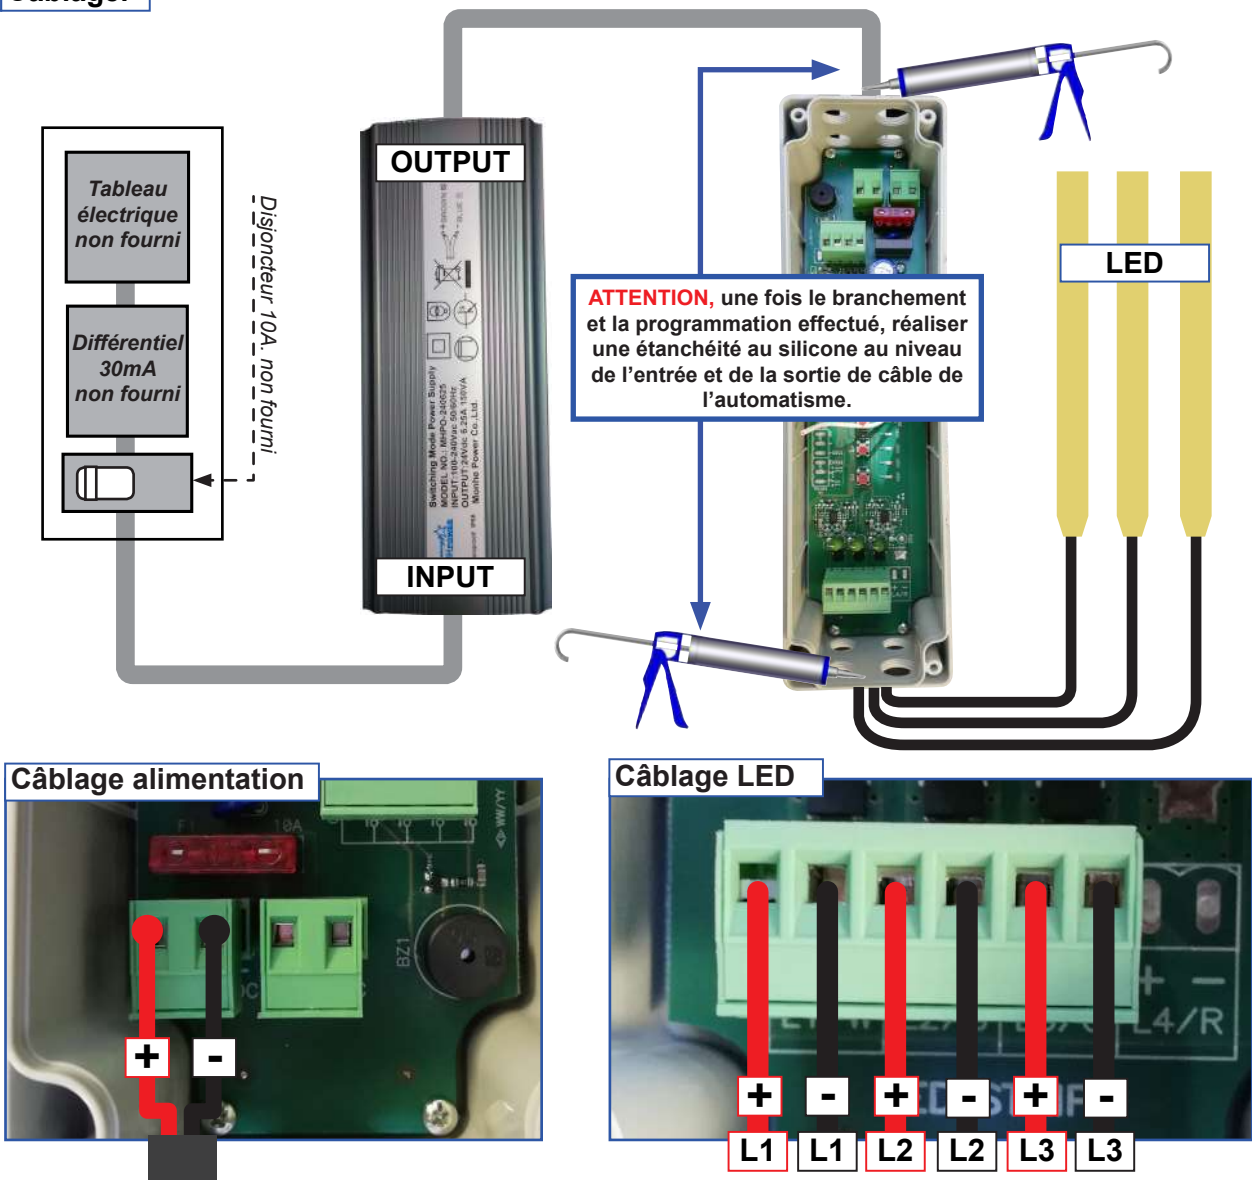 Câblage:
Tableau
électrique
non fourni
Différentiel
30mA
non fourni
Disjoncteur 10A. non fourni
OUTPUT
Switching Mode Power Supply
MODEL NO.: MHPO-240625
INPUT:100-240Vac 50/60Hz
OUTPUT:24Vdc 6.25A 150VA
Monhe Power Co.,Ltd.
INPUT
ATTENTION, une fois le branchement
et la programmation effectué, réaliser
une étanchéité au silicone au niveau
de l'entrée et de la sortie de câble de
l'automatisme.
LED
Câblage alimentation
F1 10A
WW/YY
BZ1
+ -
Câblage LED
+ -
L4/R
+ - + - + -
L1 L1 L2 L2 L3 L3